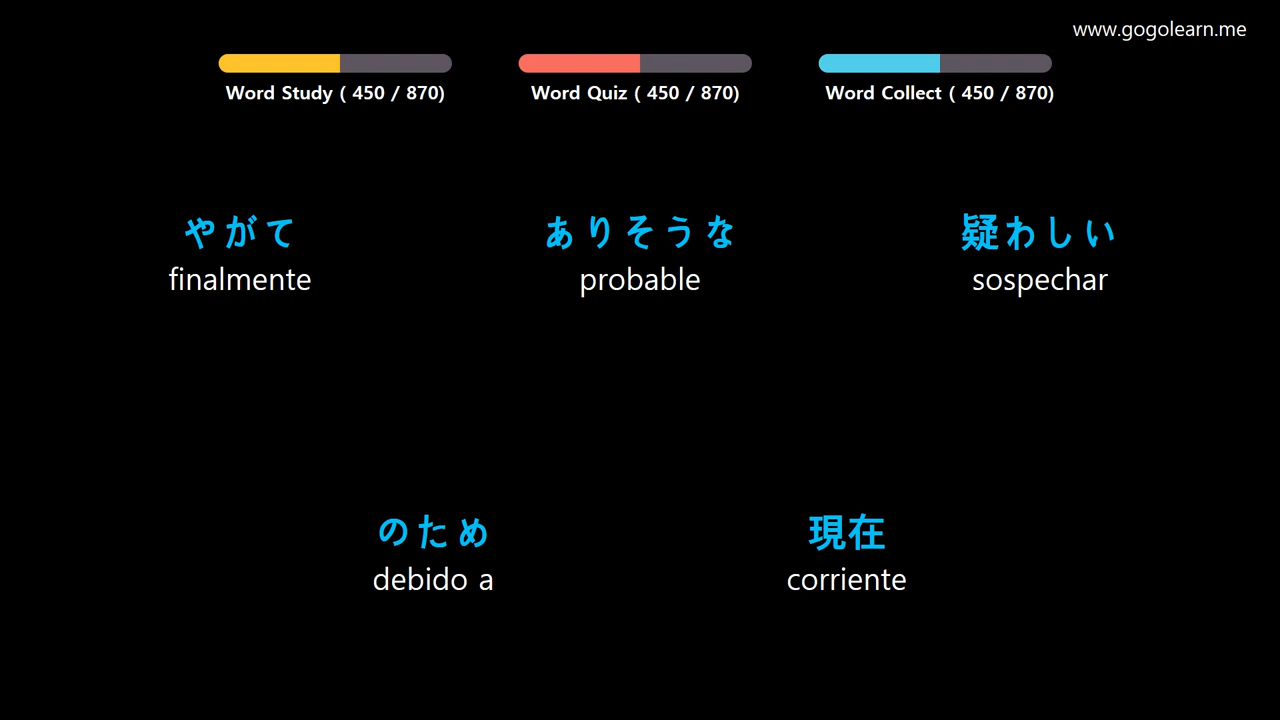 www.gogolearn.me
Word Study ( 450 / 870)
Word Quiz ( 450 / 870)
Word Collect ( 450 / 870)
やがて
finalmente
ありそうな
probable
疑わしい
sospechar
のため
debido a
現在
corriente